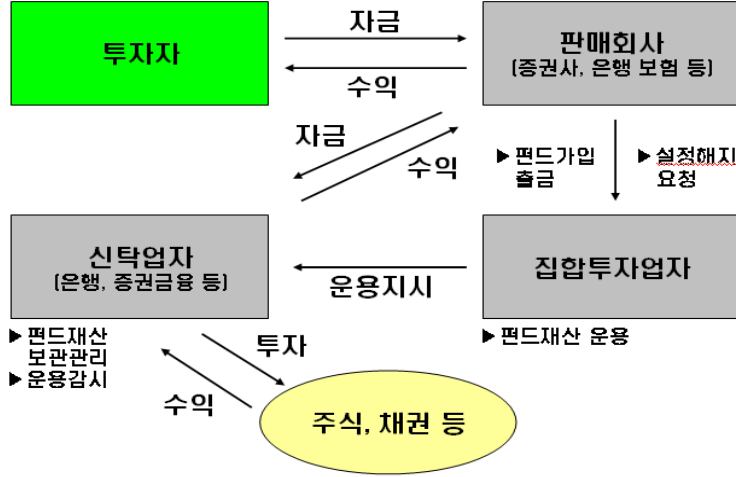 투자자
자금
수익
판매회사
(증권사, 은행 보험 등)
자금
수익
▶ 펀드가입
출금
▶ 설정해지
요청
신탁업자
(은행, 증권금융 등)
운용지시
집합투자업자
▶ 펀드재산
보관관리
▶ 운용감시
▶ 펀드재산 운용
투자
수익
주식, 채권 등